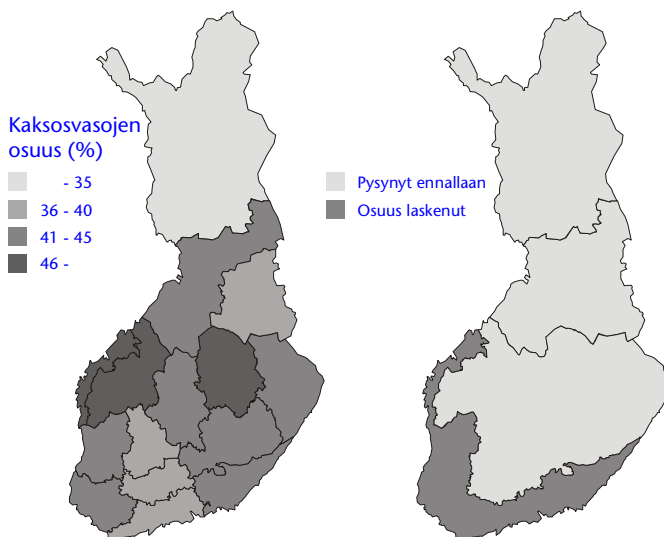 Kaksosvasojen
osuus (%)
- 35
36 - 40
41 - 45
46 -
Pysynyt ennallaan
Osuus laskenut